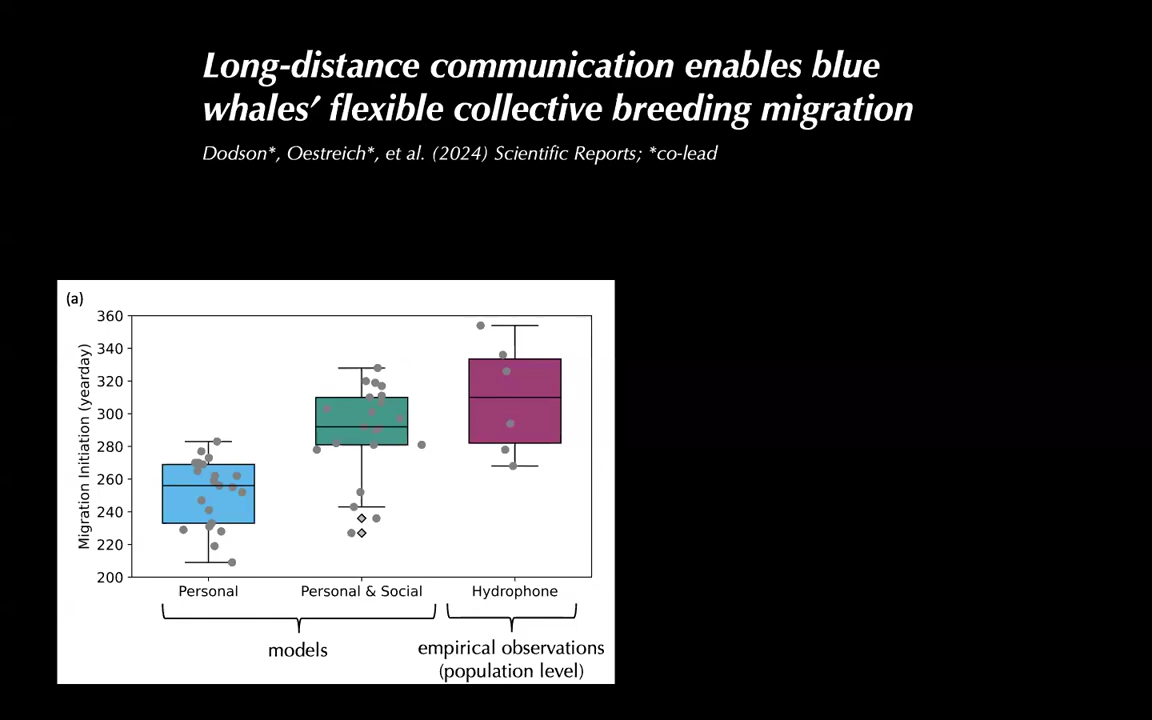 Long-distance communication enables blue
whales’ flexible collective breeding migration
Dodson*, Oestreich*, et al. (2024) Scientific Reports; *co-lead
(a)
Migration Initiation (yearday)
360
340
320
300
280
260
240
220
200
Personal
Personal & Social
Hydrophone
models
empirical observations
(population level)